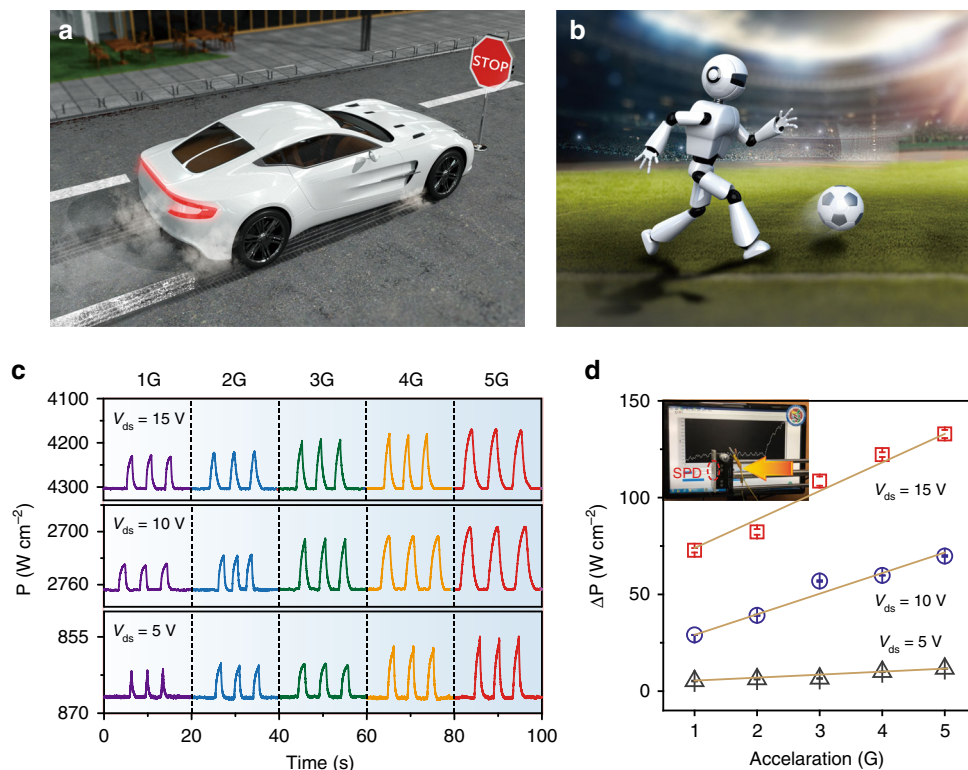 a
STOP
b
c
1G 2G 3G 4G 5G
4100
4200
4300
V_ds = 15 V
2700
2760
V_ds = 10 V
855
870
V_ds = 5 V
P (W cm⁻²)
0 20 40 60 80 100
Time (s)
d
150
100
50
0
ΔP (W cm⁻²)
SPD
V_ds = 15 V
V_ds = 10 V
V_ds = 5 V
1 2 3 4 5
Accelaration (G)